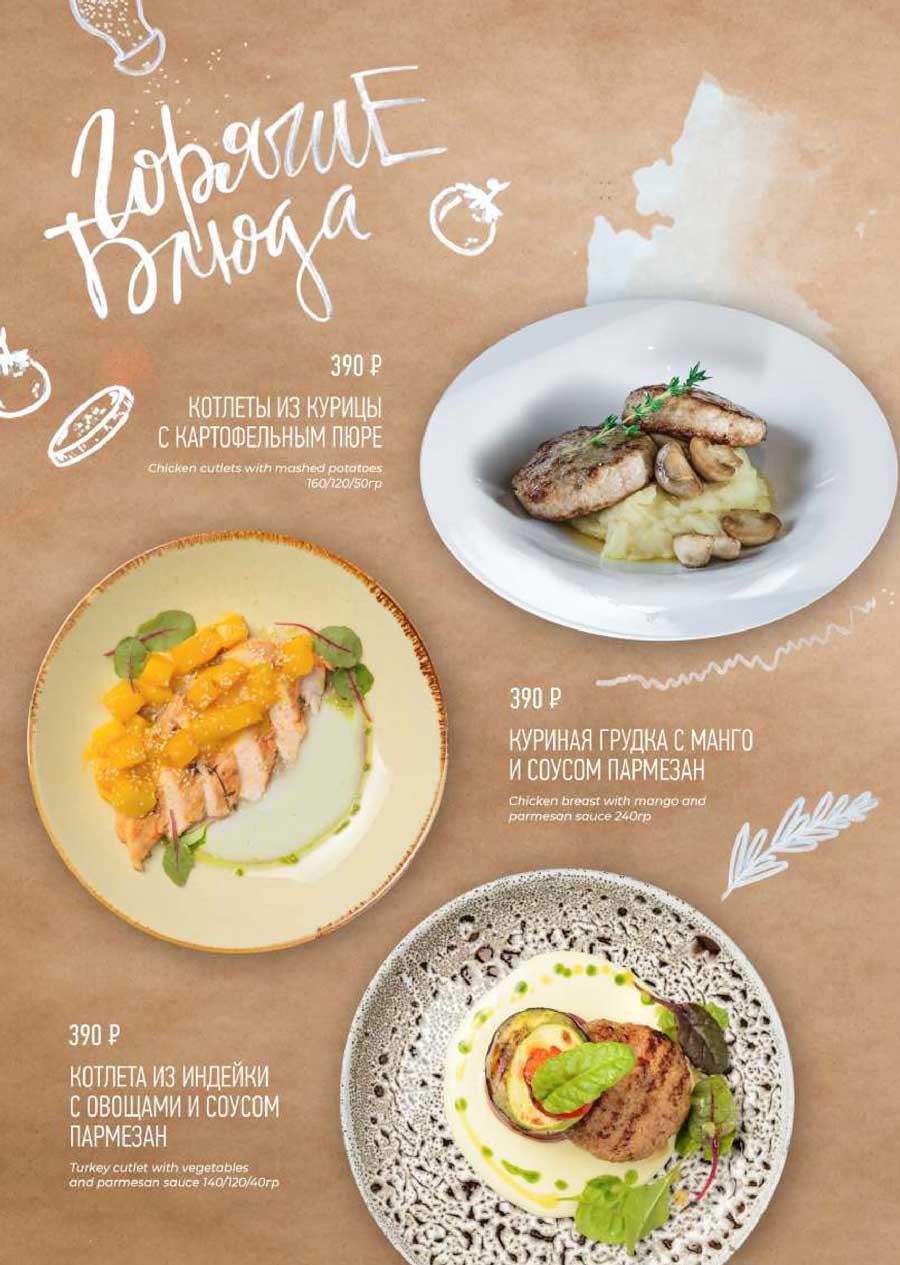 Горячие
Блюда
390 ₽
КОТЛЕТЫ ИЗ КУРИЦЫ
С КАРТОФЕЛЬНЫМ ПЮРЕ
Chicken cutlets with mashed potatoes
160/120/50гр
390 ₽
КУРИНАЯ ГРУДКА С МАНГО
И СОУСОМ ПАРМЕЗАН
Chicken breast with mango and
parmesan sauce 240гр
390 ₽
КОТЛЕТА ИЗ ИНДЕЙКИ
С ОВОЩАМИ И СОУСОМ
ПАРМЕЗАН
Turkey cutlet with vegetables
and parmesan sauce 140/120/40гр